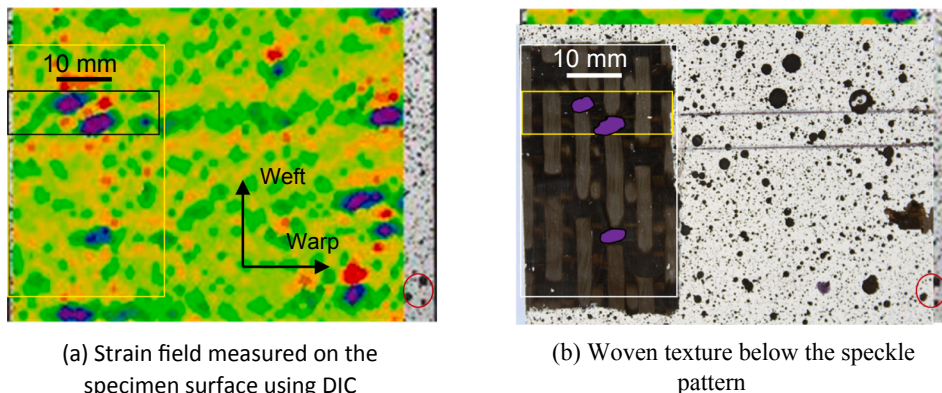 10 mm
Weft
Warp
(a) Strain field measured on the
specimen surface using DIC
10 mm
(b) Woven texture below the speckle
pattern